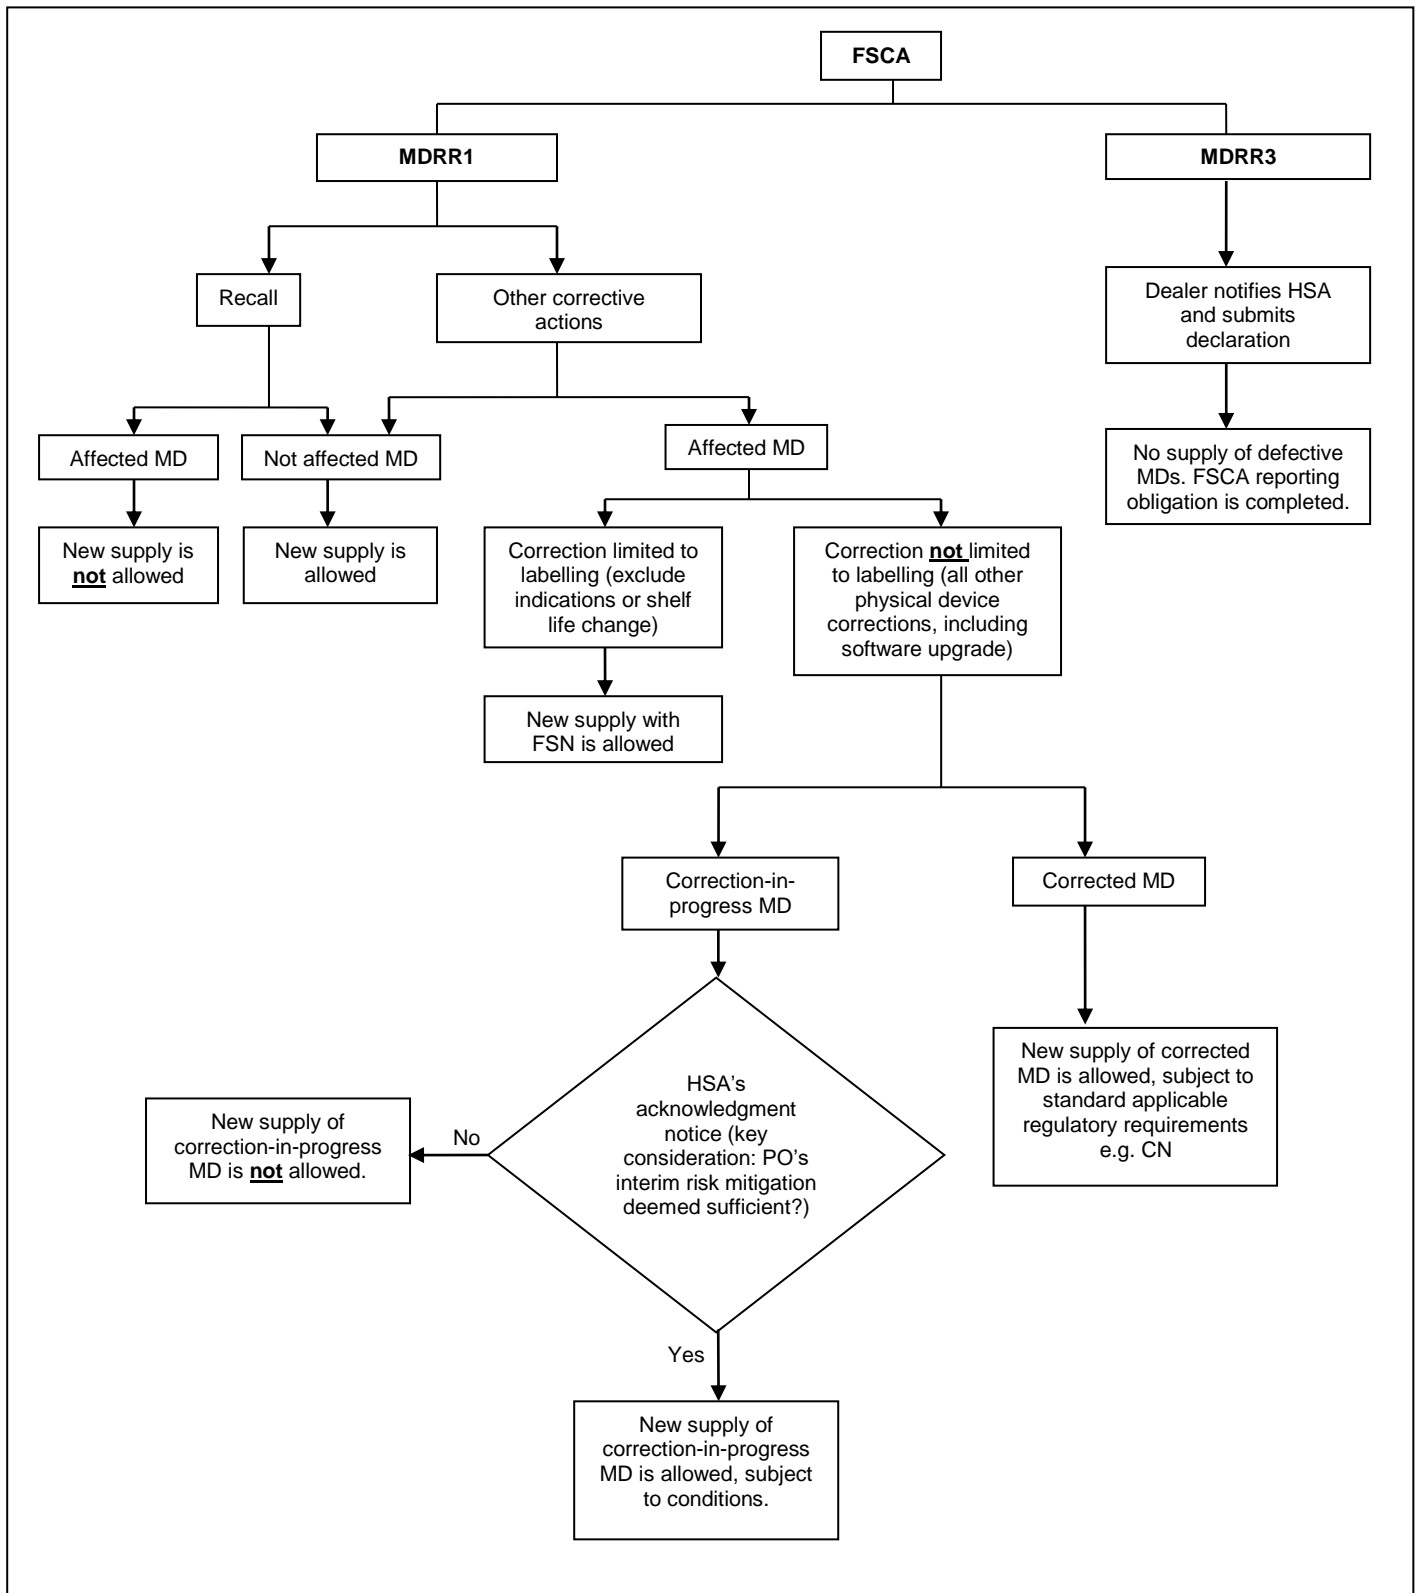 FSCA
MDRR1
MDRR3
Recall
Other corrective
actions
Dealer notifies HSA
and submits
declaration
Affected MD
Not affected MD
Affected MD
No supply of defective
MDs. FSCA reporting
obligation is completed.
New supply is
not allowed
New supply is
allowed
Correction limited to
labelling (exclude
indications or shelf
life change)
Correction not limited
to labelling (all other
physical device
corrections, including
software upgrade)
New supply with
FSN is allowed
Correction-in-
progress MD
Corrected MD
New supply of corrected
MD is allowed, subject to
standard applicable
regulatory requirements
e.g. CN
HSA’s
acknowledgment
notice (key
consideration: PO’s
interim risk mitigation
deemed sufficient?)
No
New supply of
correction-in-progress
MD is not allowed.
Yes
New supply of
correction-in-progress
MD is allowed, subject
to conditions.